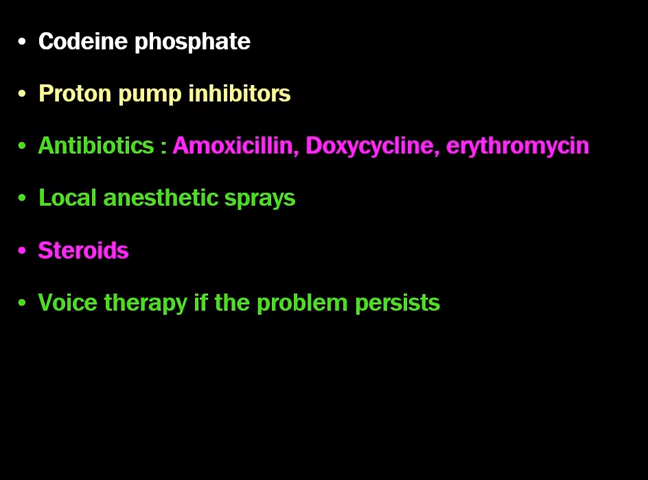 • Codeine phosphate
• Proton pump inhibitors
• Antibiotics : Amoxicillin, Doxycycline, erythromycin
• Local anesthetic sprays
• Steroids
• Voice therapy if the problem persists